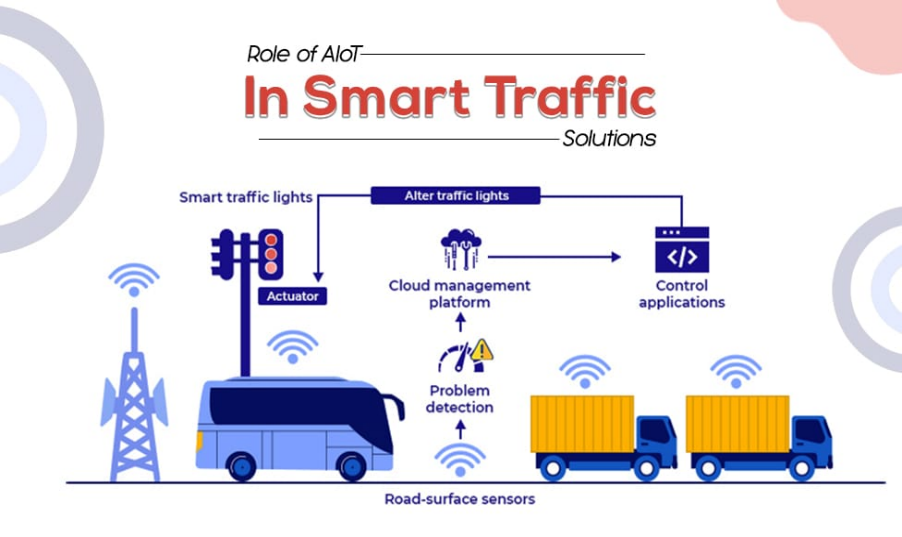 Role of AIoT
In Smart Traffic
Solutions
Smart traffic lights
Alter traffic lights
Actuator
Cloud management
platform
</>
Control
applications
Problem
detection
Road-surface sensors